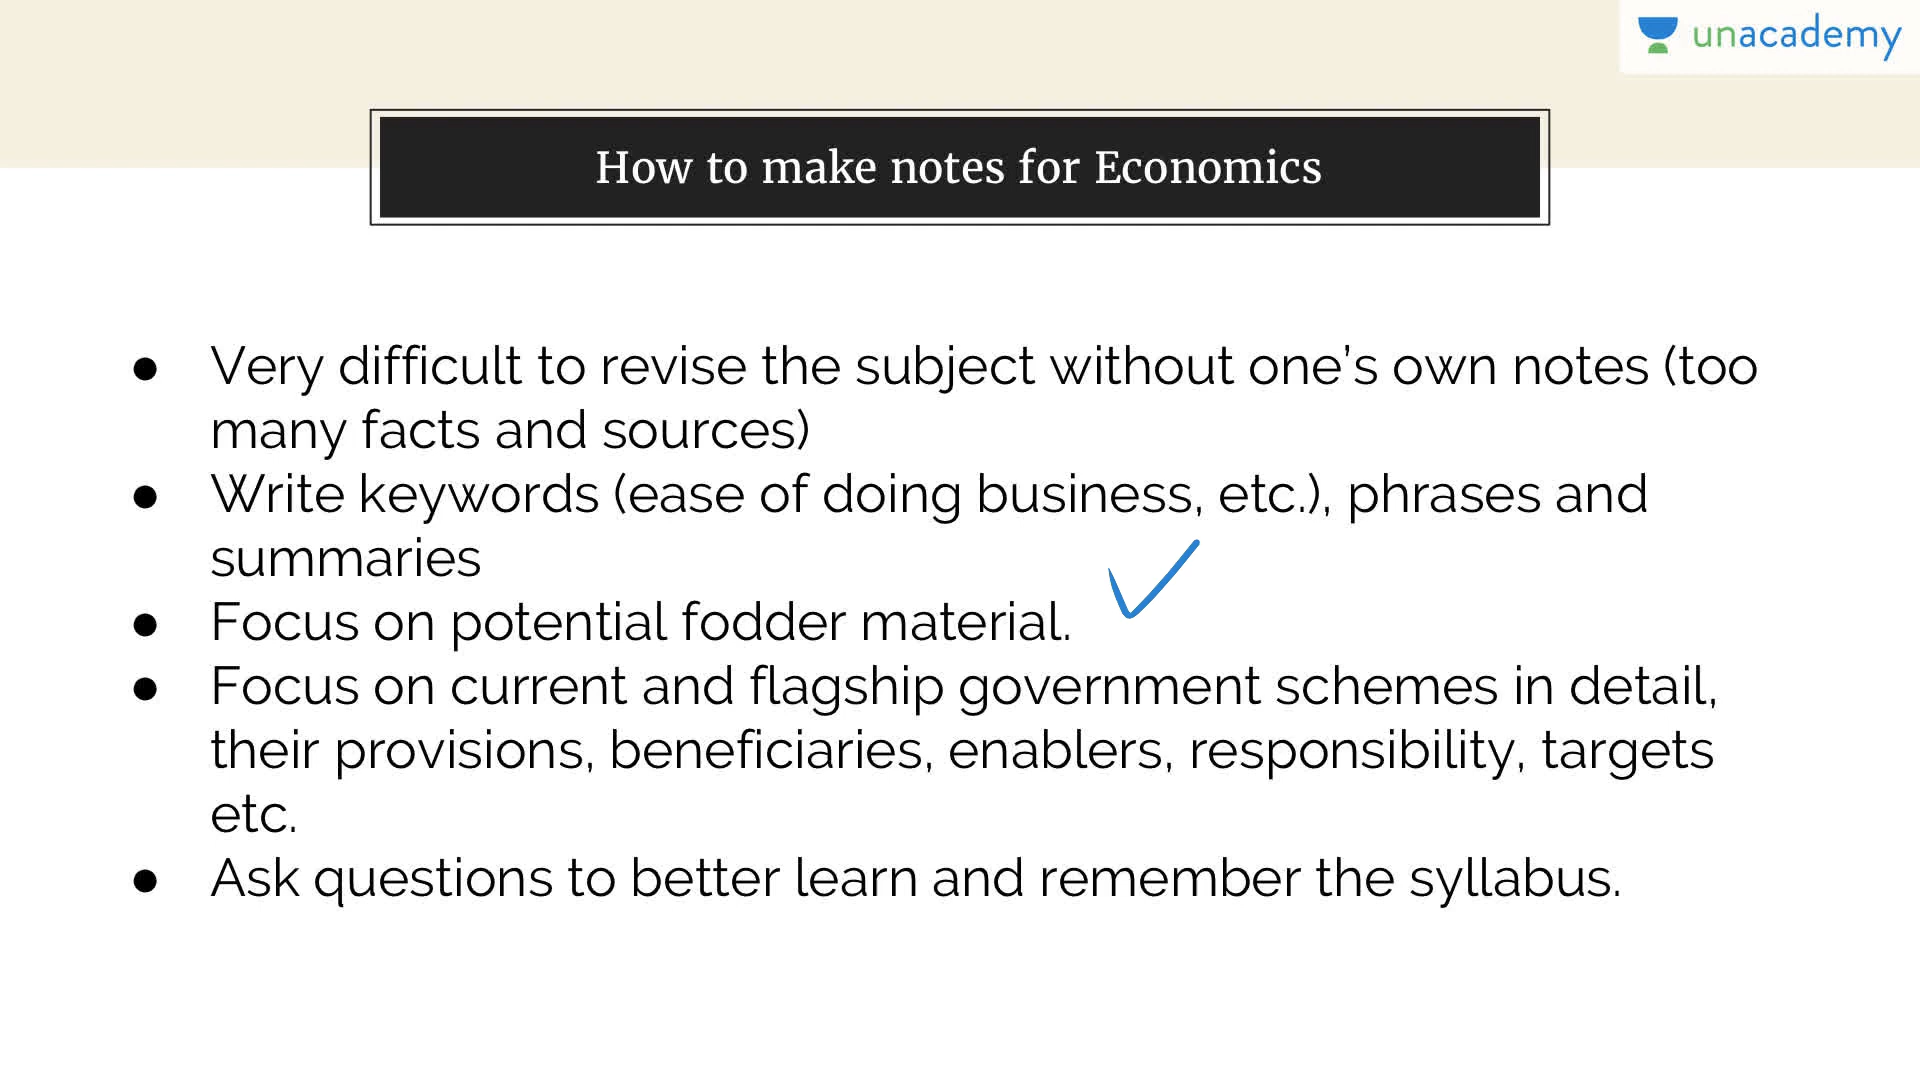 unacademy
How to make notes for Economics
● Very difficult to revise the subject without one’s own notes (too
many facts and sources)
● Write keywords (ease of doing business, etc.), phrases and
summaries
● Focus on potential fodder material.
● Focus on current and flagship government schemes in detail,
their provisions, beneficiaries, enablers, responsibility, targets
etc.
● Ask questions to better learn and remember the syllabus.